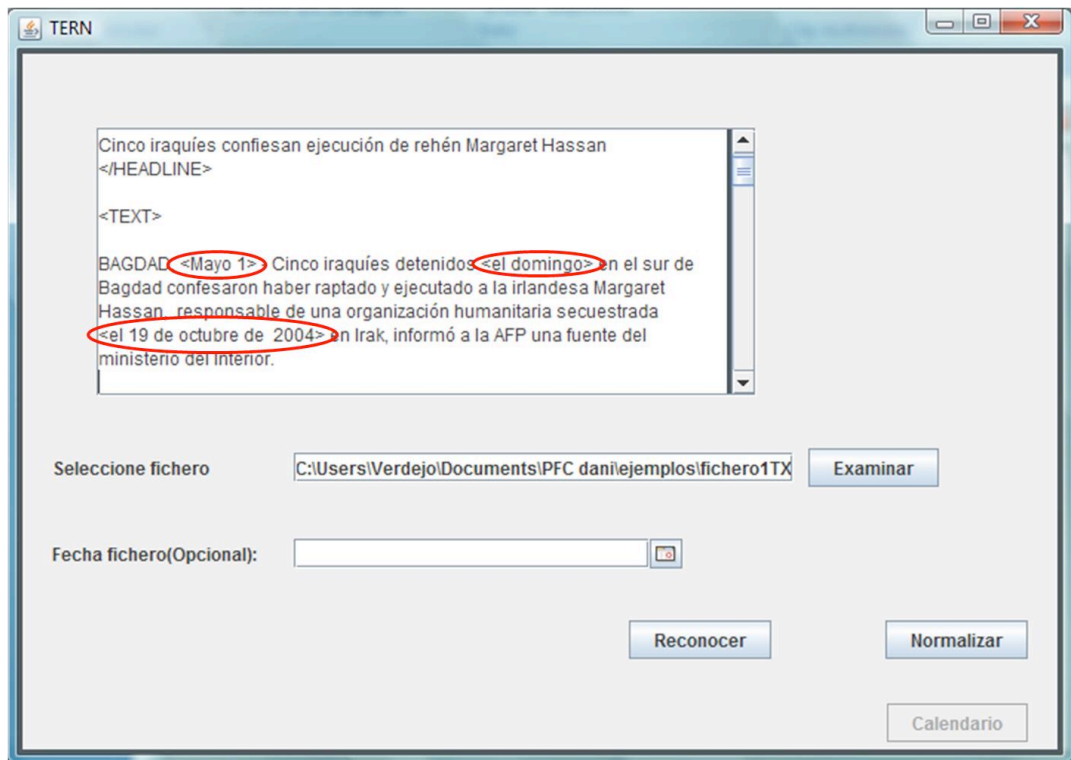 TERN
Cinco iraquíes confiesan ejecución de rehén Margaret Hassan
</HEADLINE>
<TEXT>
BAGDAD, <Mayo 1> - Cinco iraquíes detenidos <el domingo> en el sur de
Bagdad confesaron haber raptado y ejecutado a la irlandesa Margaret
Hassan, responsable de una organización humanitaria secuestrada
<el 19 de octubre de 2004> en Irak, informó a la AFP una fuente del
ministerio del Interior.
Seleccione fichero
C:\Users\Verdejo\Documents\PFC dani\ejemplos\fichero1TX
Examinar
Fecha fichero(Opcional):
Reconocer
Normalizar
Calendario